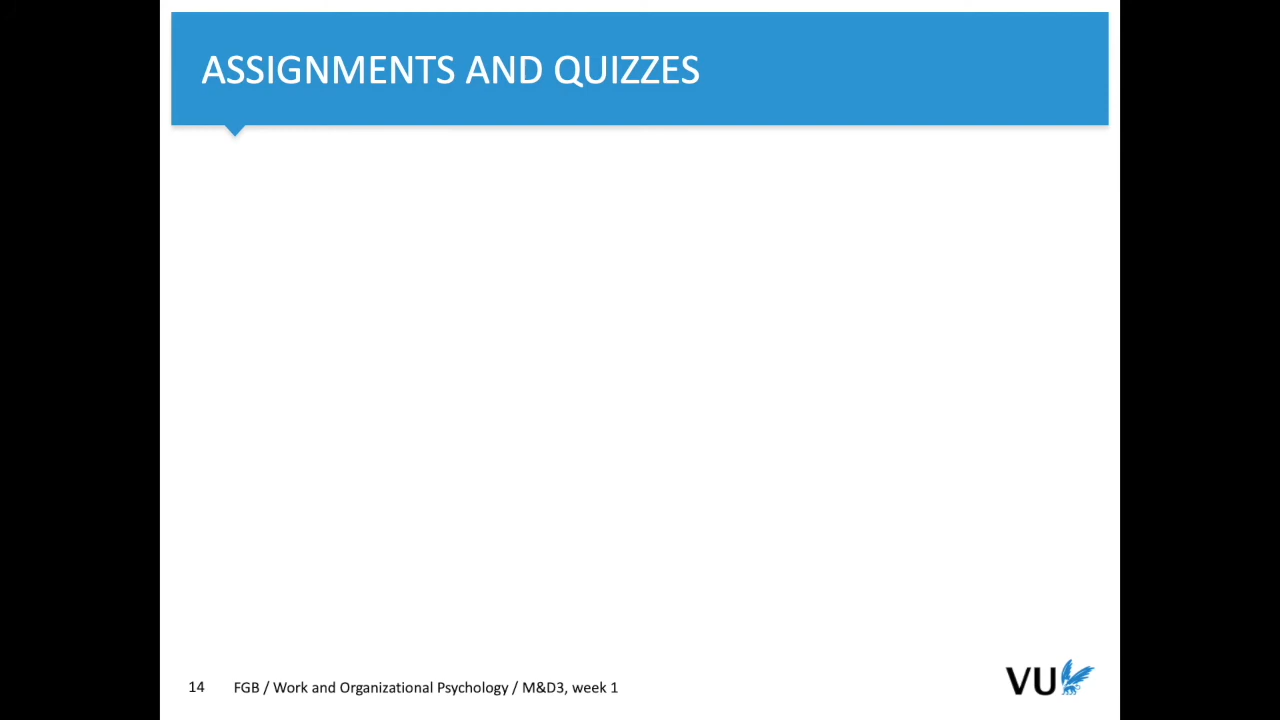 ASSIGNMENTS AND QUIZZES
14 FGB / Work and Organizational Psychology / M&D3, week 1
VU